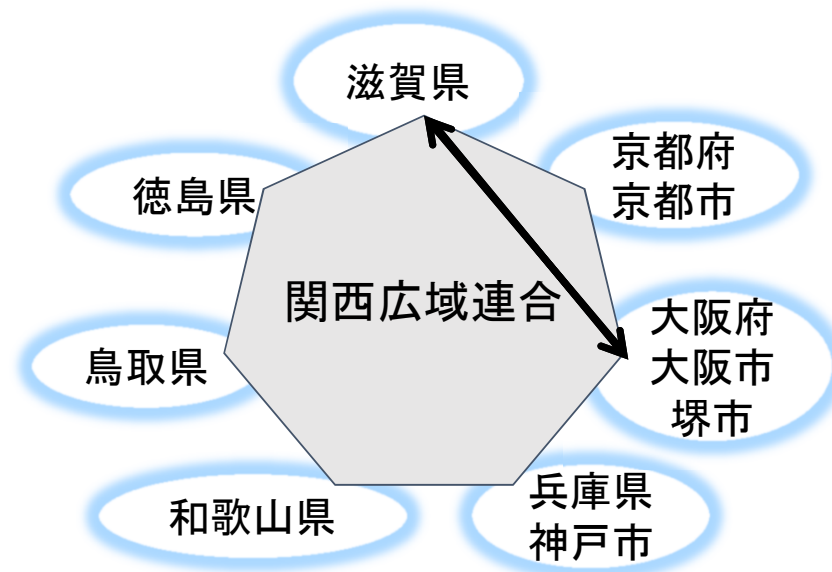 滋賀県
京都府
京都市
徳島県
関西広域連合
大阪府
大阪市
堺市
鳥取県
兵庫県
神戸市
和歌山県